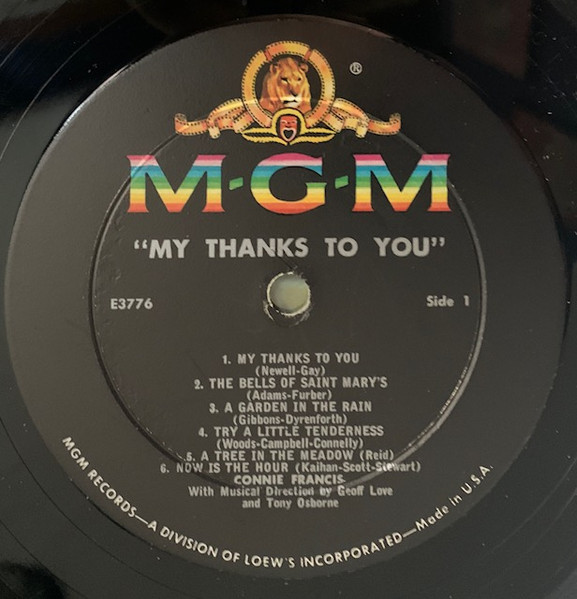 ®
M-G-M
"MY THANKS TO YOU"
E3776
Side 1
1. MY THANKS TO YOU
(Newell-Gay)
2. THE BELLS OF SAINT MARY'S
(Adams-Furber)
3. A GARDEN IN THE RAIN
(Gibbons-Dyrenforth)
4. TRY A LITTLE TENDERNESS
(Woods-Campbell-Connelly)
5. A TREE IN THE MEADOW (Reid)
6. NOW IS THE HOUR (Kaihan-Scott-Stewart)
CONNIE FRANCIS
With Musical Direction by Geoff Love
and Tony Osborne
MGM RECORDS—A DIVISION OF LOEW'S INCORPORATED—Made in U.S.A.